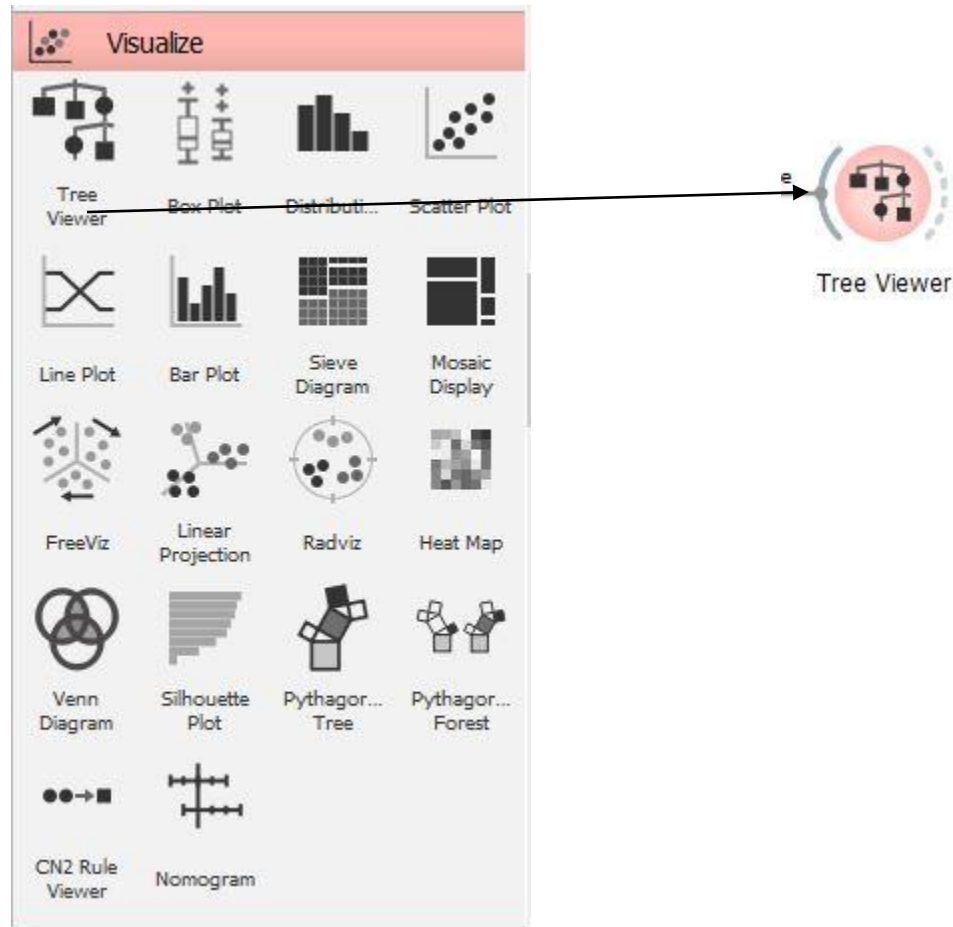 Visualize
Tree
Viewer
Box Plot
Distributi...
Scatter Plot
e
Tree Viewer
Line Plot
Bar Plot
Sieve
Diagram
Mosaic
Display
FreeViz
Linear
Projection
Radviz
Heat Map
Venn
Diagram
Silhouette
Plot
Pythagor...
Tree
Pythagor...
Forest
CN2 Rule
Viewer
Nomogram